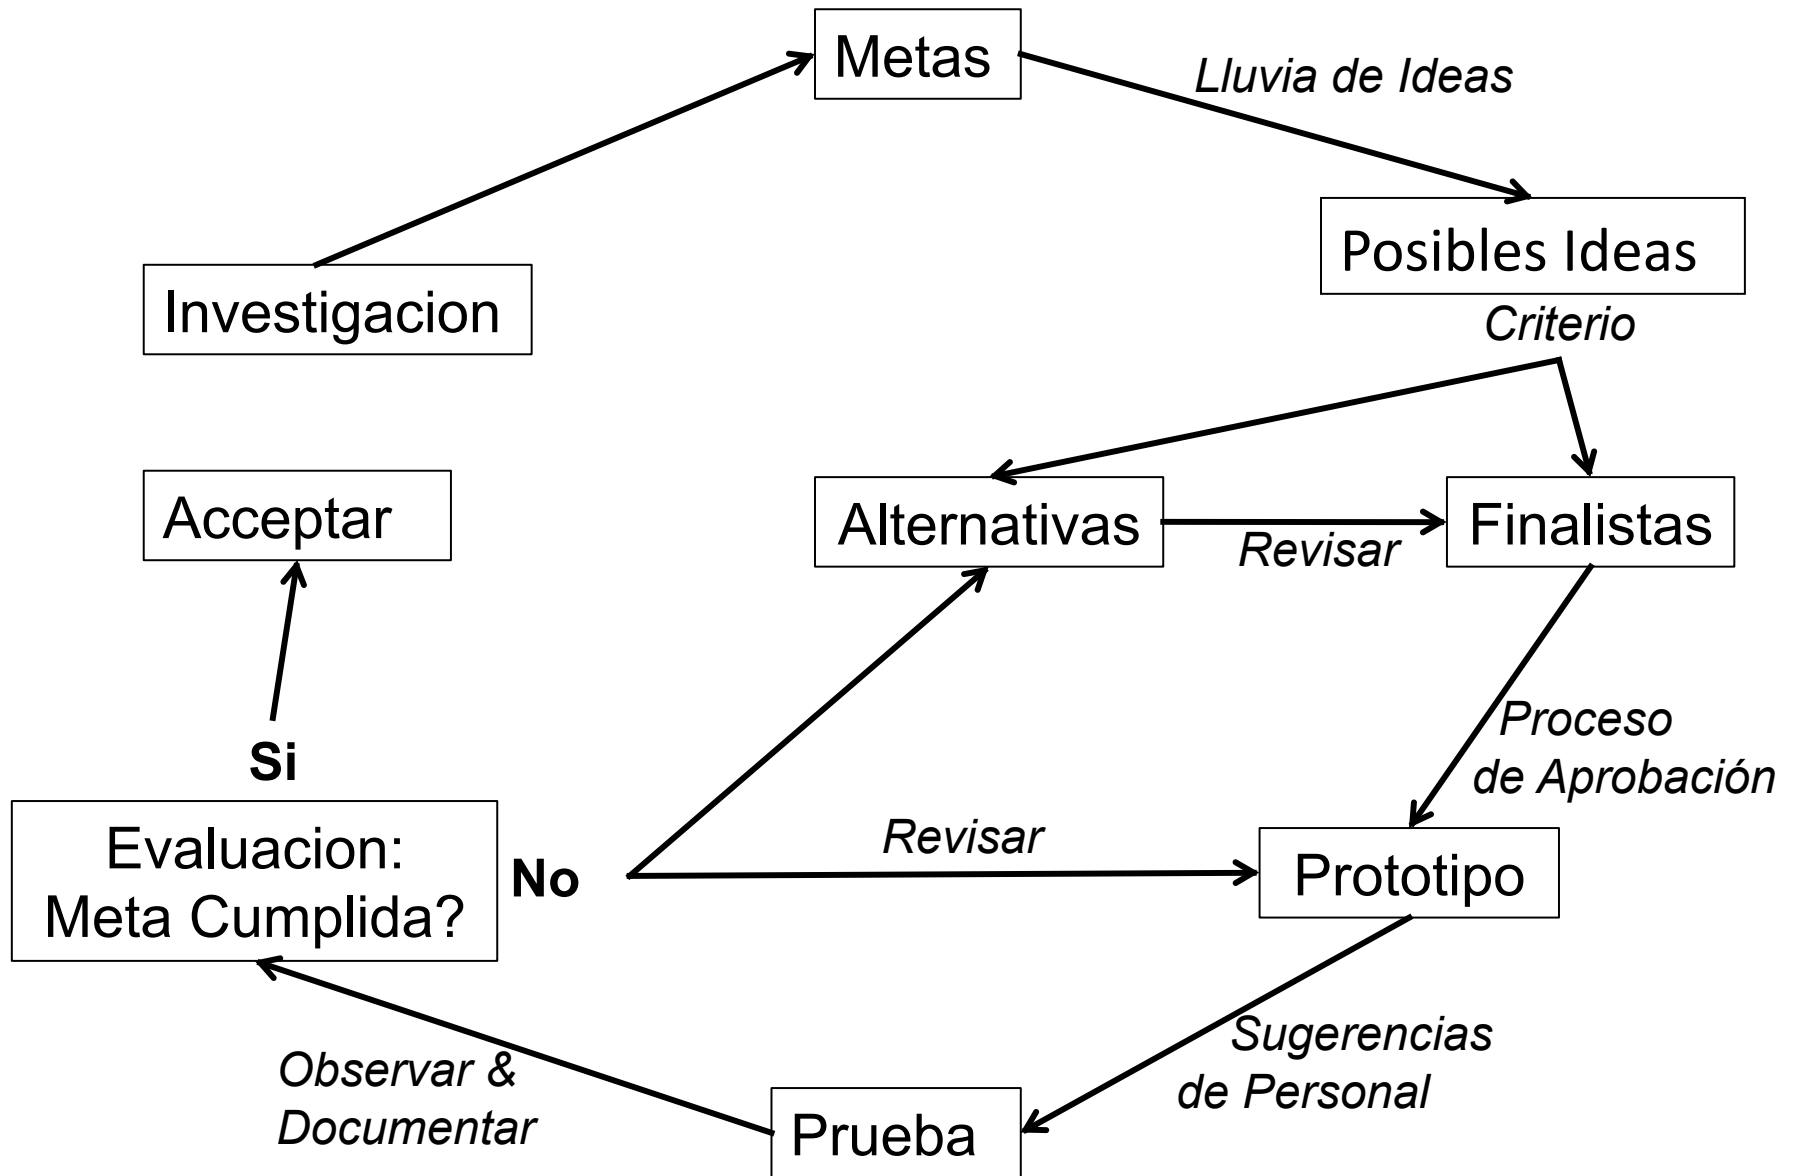 Metas
Lluvia de Ideas
Posibles Ideas
Criterio
Investigacion
Acceptar
Alternativas
Revisar
Finalistas
Proceso
de Aprobación
Si
Evaluacion:
Meta Cumplida?
No
Revisar
Prototipo
Sugerencias
de Personal
Observar &
Documentar
Prueba